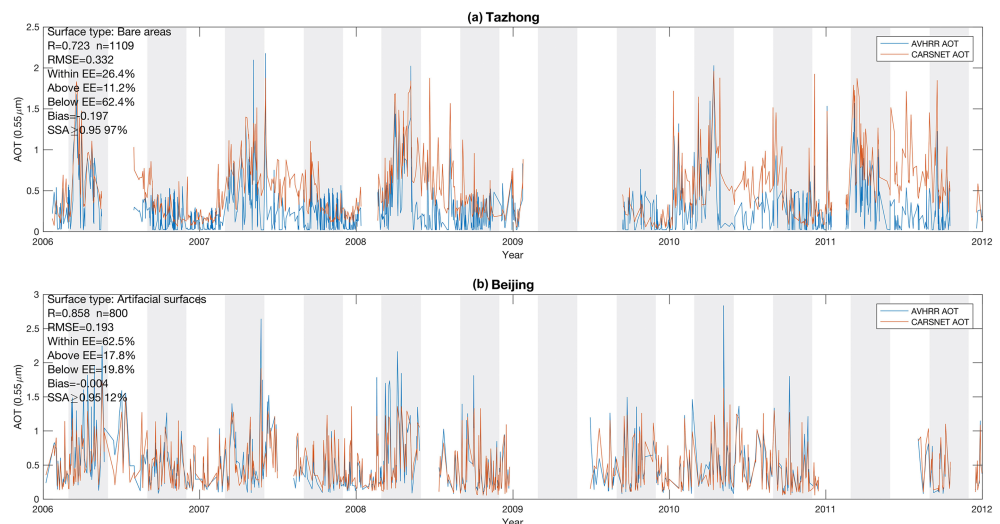 (a) Tazhong
2.5
Surface type: Bare areas
R=0.723 n=1109
RMSE=0.332
Within EE=26.4%
Above EE=11.2%
Below EE=62.4%
Bias=-0.197
SSA≥0.95 97%
AVHRR AOT
CARSNET AOT
2
1.5
1
0.5
0
AOT (0.55μm)
2006 2007 2008 2009 2010 2011 2012
Year
(b) Beijing
3
Surface type: Artifacial surfaces
R=0.858 n=800
RMSE=0.193
Within EE=62.5%
Above EE=17.8%
Below EE=19.8%
Bias=-0.004
SSA≥0.95 12%
AVHRR AOT
CARSNET AOT
2.5
2
1.5
1
0.5
0
AOT (0.55μm)
2006 2007 2008 2009 2010 2011 2012
Year